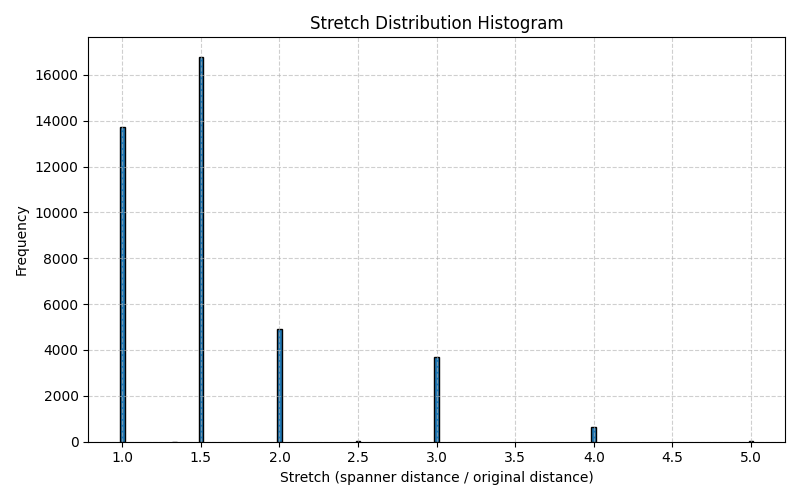 Stretch Distribution Histogram
Frequency
16000
14000
12000
10000
8000
6000
4000
2000
0
1.0 1.5 2.0 2.5 3.0 3.5 4.0 4.5 5.0
Stretch (spanner distance / original distance)